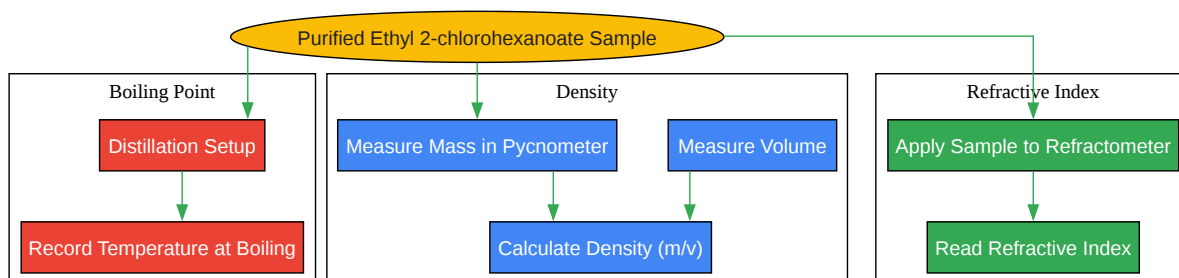 Purified Ethyl 2-chlorohexanoate Sample
Boiling Point
Distillation Setup
Record Temperature at Boiling
Density
Measure Mass in Pycnometer
Measure Volume
Calculate Density (m/v)
Refractive Index
Apply Sample to Refractometer
Read Refractive Index